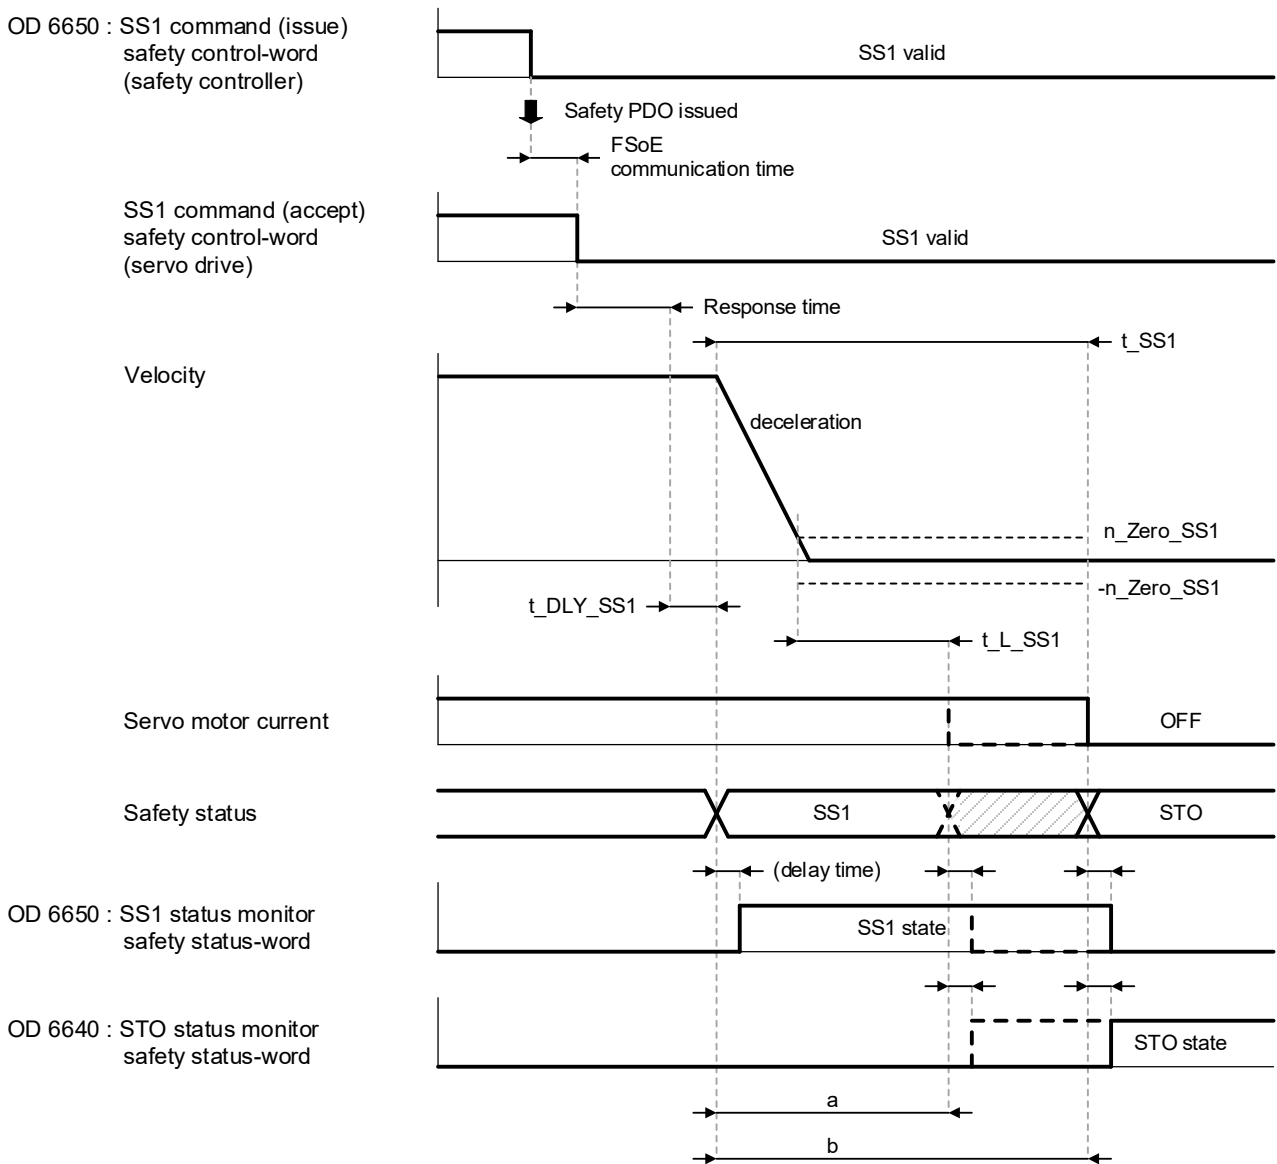 OD 6650 : SS1 command (issue)
safety control-word
(safety controller)
SS1 valid
Safety PDO issued
FSoE
communication time
SS1 command (accept)
safety control-word
(servo drive)
SS1 valid
Response time
t_SS1
Velocity
deceleration
n_Zero_SS1
-n_Zero_SS1
t_DLY_SS1
t_L_SS1
Servo motor current
OFF
Safety status
SS1
STO
(delay time)
OD 6650 : SS1 status monitor
safety status-word
SS1 state
OD 6640 : STO status monitor
safety status-word
STO state
a
b